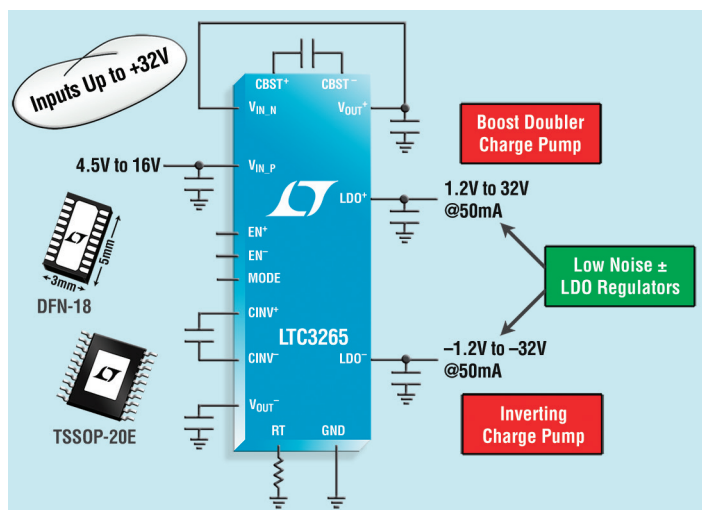 Inputs Up to +32V
CBST+ CBST–
VIN_N VOUT+
Boost Doubler
Charge Pump
4.5V to 16V VIN_P
LDO+ 1.2V to 32V
@50mA
EN+
EN–
MODE
Low Noise ±
LDO Regulators
5mm
3mm
DFN-18
CINV+
LTC3265
CINV– LDO– –1.2V to –32V
@50mA
VOUT–
Inverting
Charge Pump
TSSOP-20E
RT GND